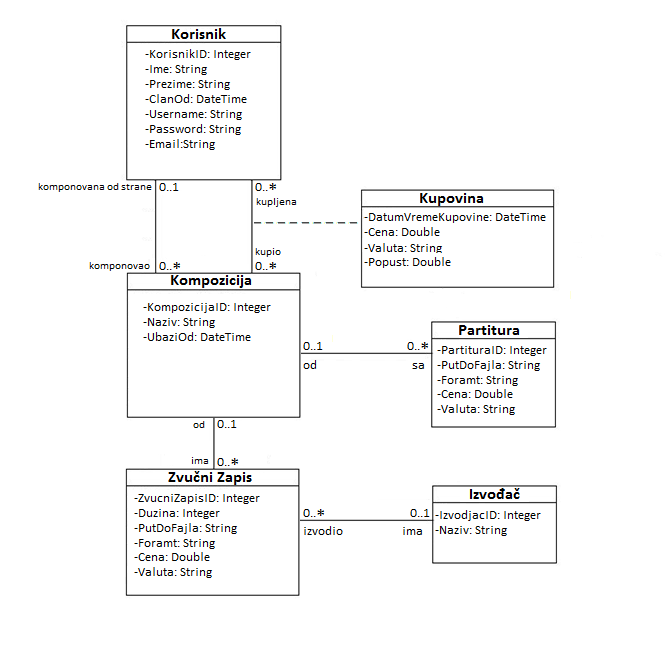 Korisnik
-KorisnikID: Integer
-Ime: String
-Prezime: String
-ClanOd: DateTime
-Username: String
-Password: String
-Email:String
komponovana od strane
0..1
0..*
kupljena
Kupovina
-DatumVremeKupovine: DateTime
-Cena: Double
-Valuta: String
-Popust: Double
kupio
komponovao
0..*
0..*
Kompozicija
-KompozicijaID: Integer
-Naziv: String
-UbaziOd: DateTime
0..1
0..*
od
sa
Partitura
-PartituraID: Integer
-PutDoFajla: String
-Foramt: String
-Cena: Double
-Valuta: String
od
0..1
ima
0..*
Zvučni Zapis
-ZvucniZapisID: Integer
-Duzina: Integer
-PutDoFajla: String
-Foramt: String
-Cena: Double
-Valuta: String
0..*
0..1
izvodio
ima
Izvođač
-IzvodjacID: Integer
-Naziv: String